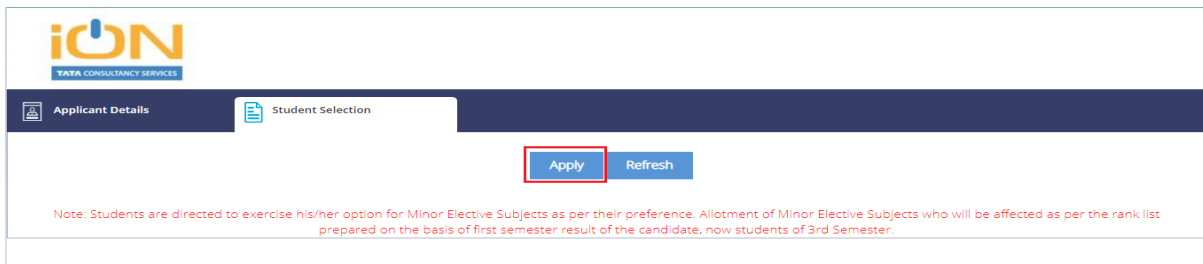 iON
TATA CONSULTANCY SERVICES
Applicant Details
Student Selection
Apply
Refresh
Note: Students are directed to exercise his/her option for Minor Elective Subjects as per their preference. Allotment of Minor Elective Subjects who will be affected as per the rank list
prepared on the basis of first semester result of the candidate, now students of 3rd Semester.